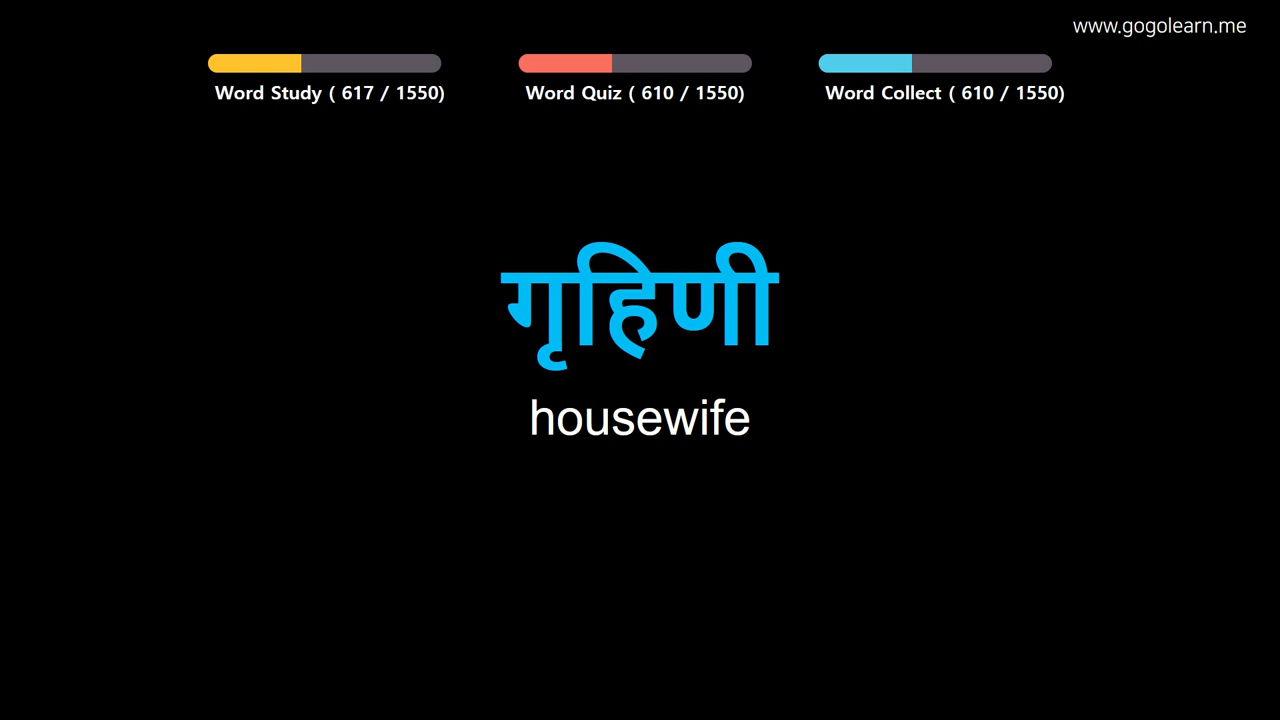 www.gogolearn.me
Word Study ( 617 / 1550)
Word Quiz ( 610 / 1550)
Word Collect ( 610 / 1550)
गृहिणी
housewife